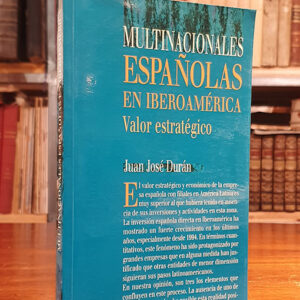 MULTINACIONALES
ESPAÑOLAS
EN IBEROAMÉRICA
Valor estratégico
Juan José Durán
El valor estratégico y económico de la empre-
sa española con filiales en América Latina es
muy superior al que hubiera tenido en ausen-
cia de sus inversiones y actividades en esta zona.
La inversión directa en Iberoamérica ha
mostrado un fuerte crecimiento en los últimos
años, especialmente desde 1994. En términos cuan-
titativos, este fenómeno ha sido protagonizado por
grandes empresas que en alguna medida han jus-
tificado que otras entidades de menor dimensión
siguieran sus pasos latinoamericanos.
En nuestra opinión, son tres los elementos que
confluyen en este proceso. La ausencia de uno de
MULTINACIONALES ESPAÑOLAS